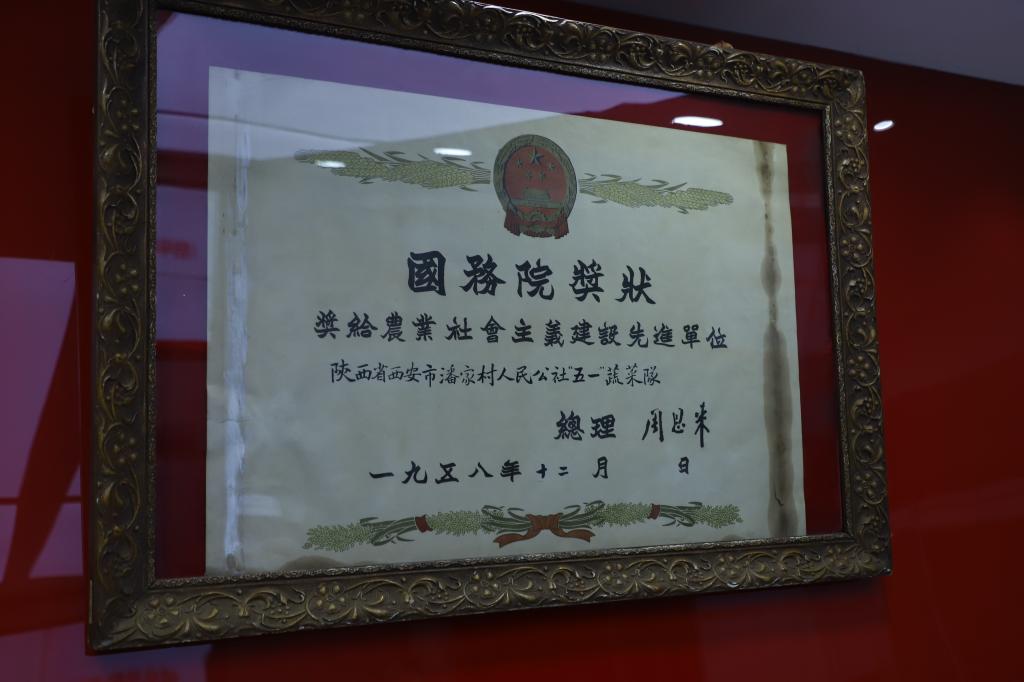 國務院獎狀
獎給農業社會主義建設先進單位
陝西省西安市潘家村人民公社"五一"蔬菜隊
總理 周恩来
一九五八年十二月 日